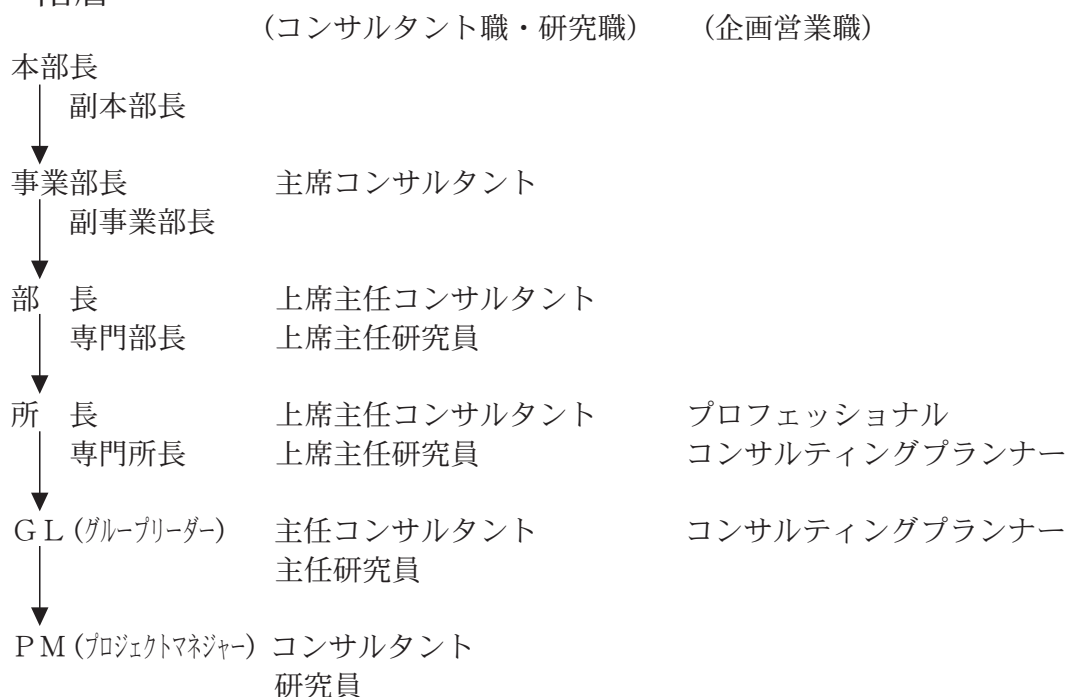 (コンサルタント職・研究職) (企画営業職)
本部長
副本部長
事業部長 主席コンサルタント
副事業部長
部 長 上席主任コンサルタント
専門部長 上席主任研究員
所 長 上席主任コンサルタント プロフェッショナル
専門所長 上席主任研究員 コンサルティングプランナー
GL(グループリーダー) 主任コンサルタント コンサルティングプランナー
主任研究員
PM(プロジェクトマネジャー) コンサルタント
研究員